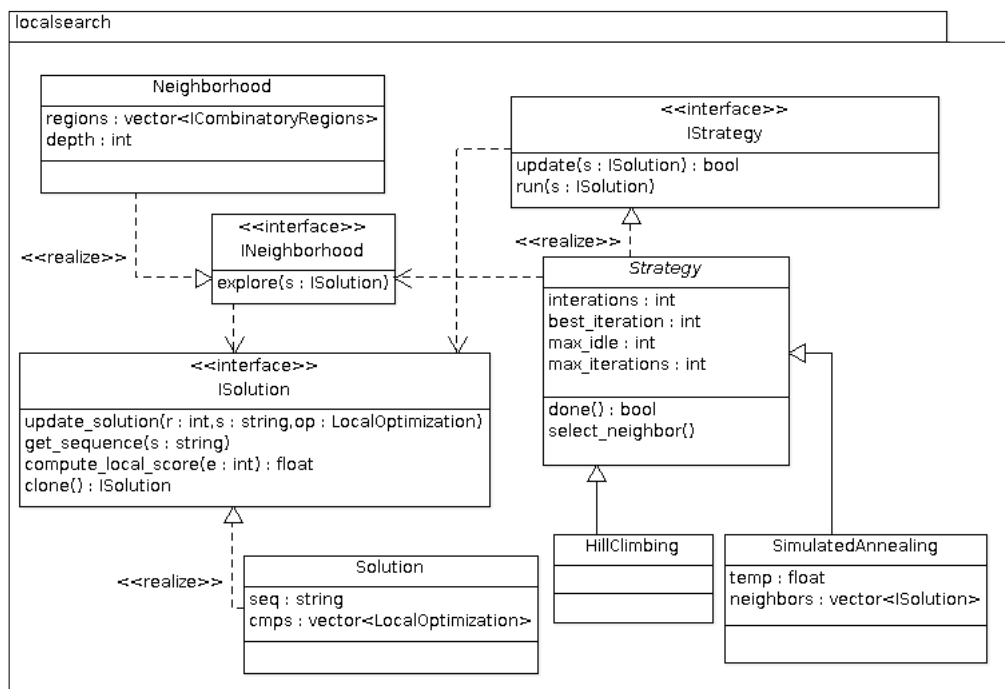 localsearch
Neighborhood
regions : vector<ICombinatoryRegions>
depth : int
<<interface>>
IStrategy
update(s : ISolution) : bool
run(s : ISolution)
<<realize>>
<<interface>>
INeighborhood
explore(s : ISolution)
<<realize>>
Strategy
interations : int
best_iteration : int
max_idle : int
max_iterations : int
done() : bool
select_neighbor()
<<interface>>
ISolution
update_solution(r : int,s : string,op : LocalOptimization)
get_sequence(s : string)
compute_local_score(e : int) : float
clone() : ISolution
<<realize>>
Solution
seq : string
cmps : vector<LocalOptimization>
HillClimbing
SimulatedAnnealing
temp : float
neighbors : vector<ISolution>